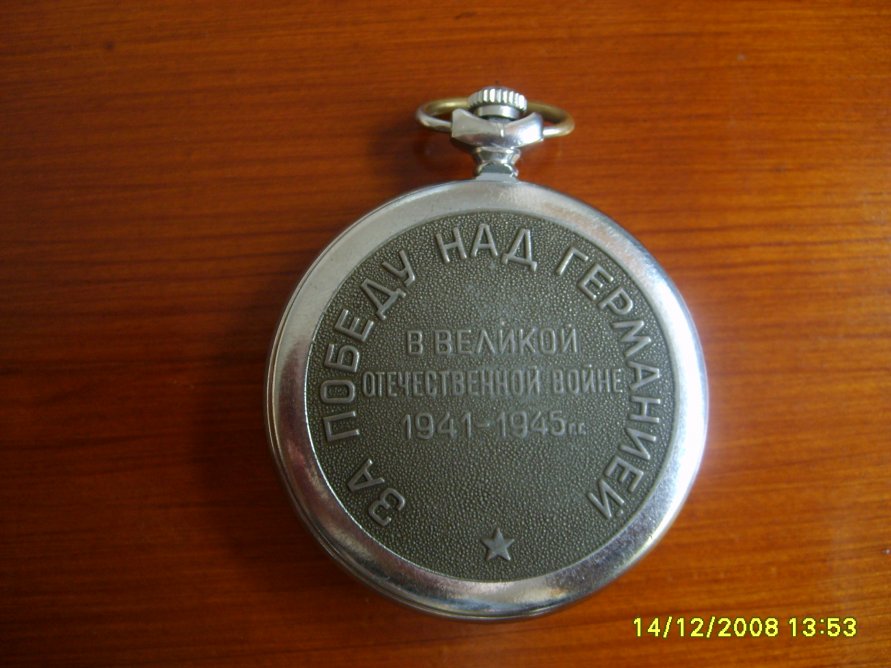 ЗА ПОБЕДУ НАД ГЕРМАНИЕЙ
В ВЕЛИКОЙ
ОТЕЧЕСТВЕННОЙ ВОЙНЕ
1941-1945гг.
14/12/2008 13:53